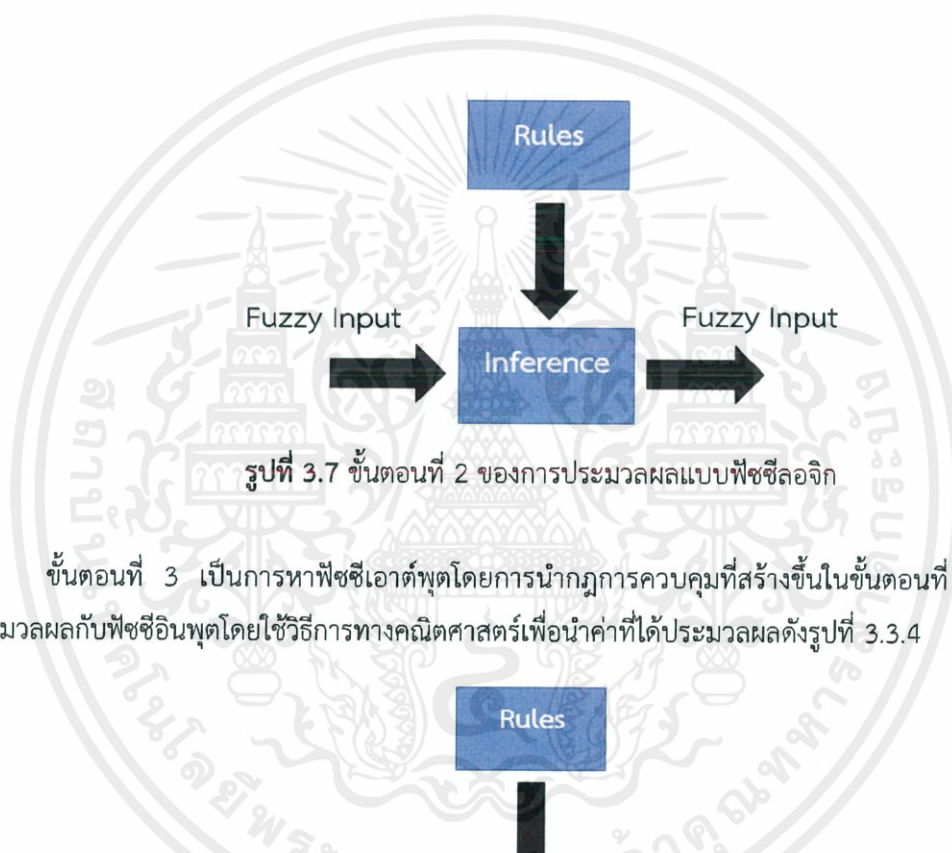 Rules
Fuzzy Input Fuzzy Input
Inference
รูปที่ 3.7 ขั้นตอนที่ 2 ของการประมวลผลแบบฟัซซีลอจิก
ขั้นตอนที่ 3 เป็นการหาฟัซซีเอาต์พุตโดยการนำกฎการควบคุมที่สร้างขึ้นในขั้นตอนที่
มวลผลกับฟัซซีอินพุตโดยใช้วิธีการทางคณิตศาสตร์เพื่อนำค่าที่ได้ประมวลผลดังรูปที่ 3.3.4
Rules